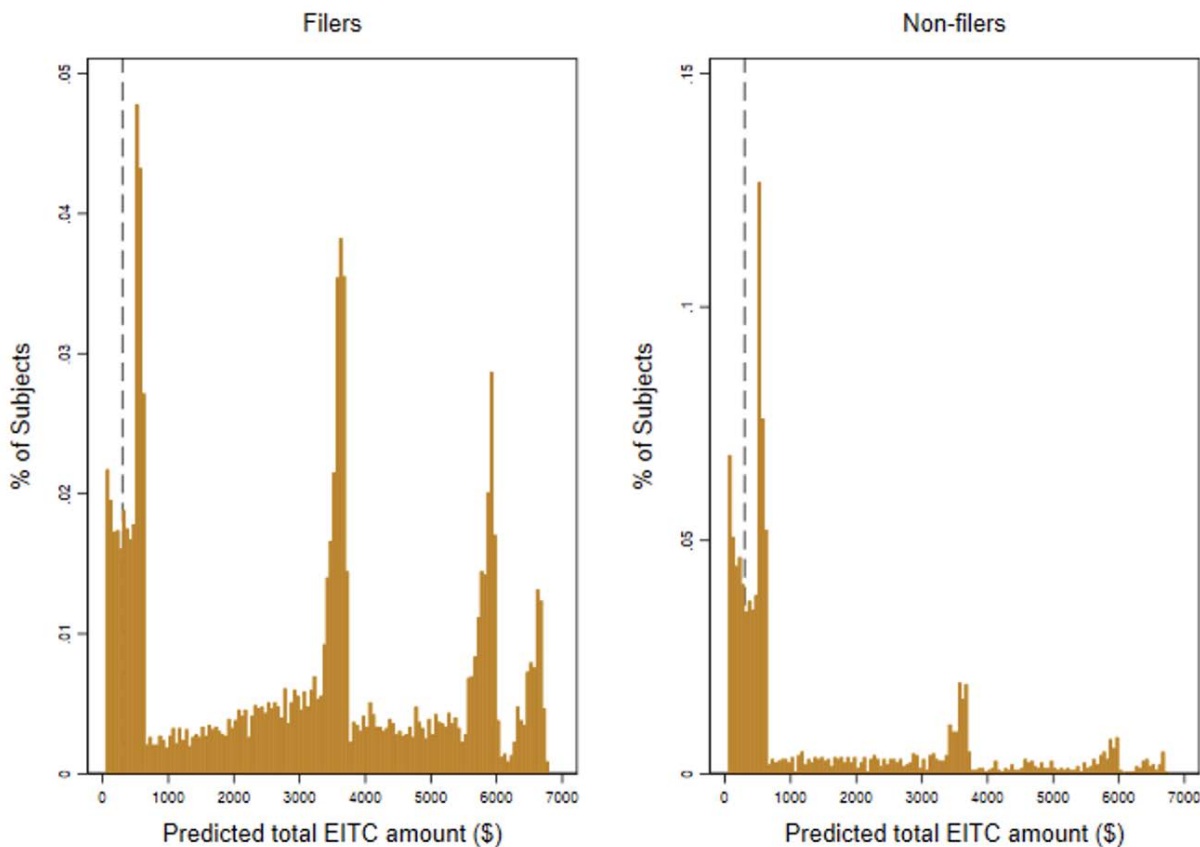 Filers
Non-filers
% of Subjects
.05
.04
.03
.02
.01
0
0 1000 2000 3000 4000 5000 6000 7000
Predicted total EITC amount ($)
% of Subjects
.15
.1
.05
0
0 1000 2000 3000 4000 5000 6000 7000
Predicted total EITC amount ($)